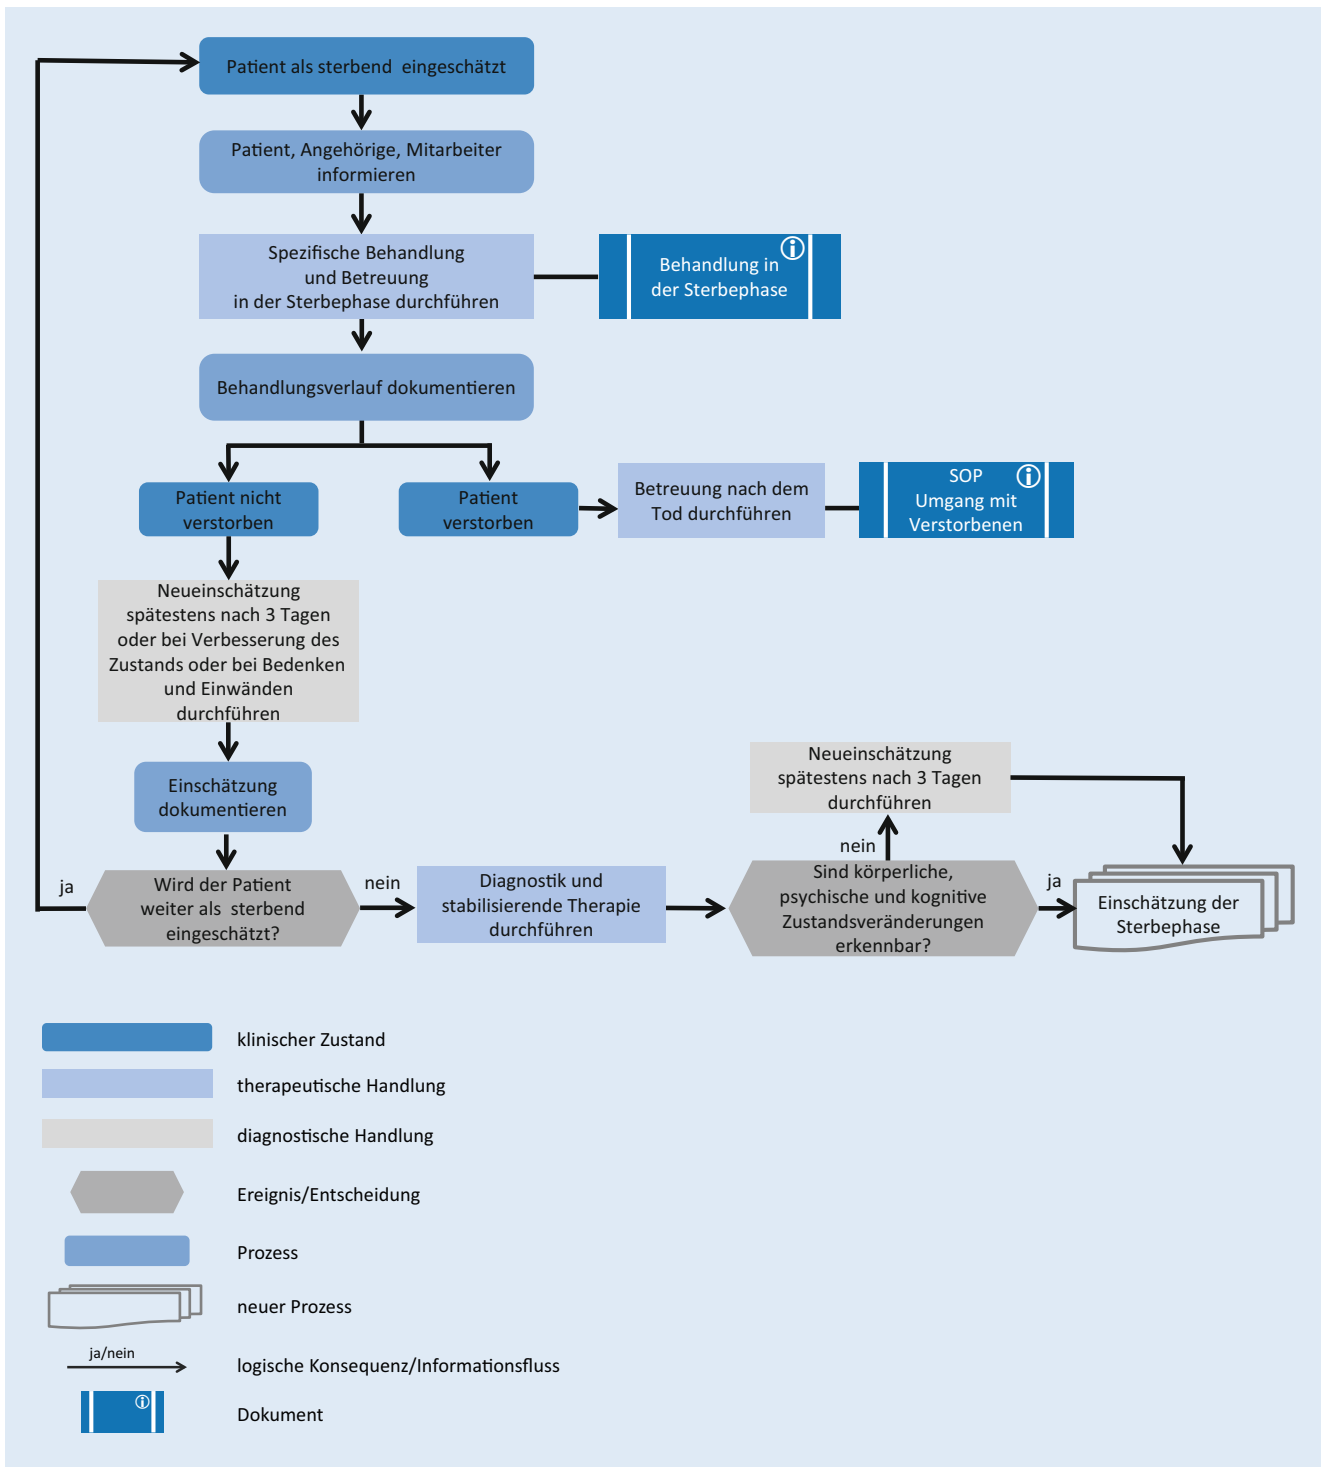 Patient als sterbend eingeschätzt
Patient, Angehörige, Mitarbeiter
informieren
Spezifische Behandlung
und Betreuung
in der Sterbephase durchführen
Behandlung in
der Sterbephase
Behandlungsverlauf dokumentieren
Patient nicht
verstorben
Patient
verstorben
Betreuung nach dem
Tod durchführen
SOP
Umgang mit
Verstorbenen
Neueinschätzung
spätestens nach 3 Tagen
oder bei Verbesserung des
Zustands oder bei Bedenken
und Einwänden
durchführen
Einschätzung
dokumentieren
ja
Wird der Patient
weiter als sterbend
eingeschätzt?
nein
Diagnostik und
stabilisierende Therapie
durchführen
Neueinschätzung
spätestens nach 3 Tagen
durchführen
nein
Sind körperliche,
psychische und kognitive
Zustandsveränderungen
erkennbar?
ja
Einschätzung der
Sterbephase
klinischer Zustand
therapeutische Handlung
diagnostische Handlung
Ereignis/Entscheidung
Prozess
neuer Prozess
ja/nein
logische Konsequenz/Informationsfluss
Dokument